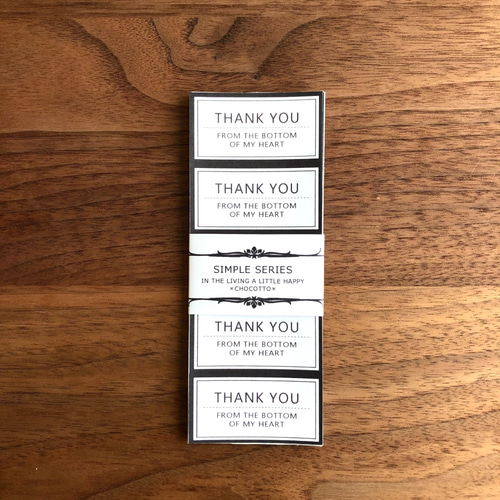 THANK YOU
FROM THE BOTTOM
OF MY HEART
THANK YOU
FROM THE BOTTOM
OF MY HEART
SIMPLE SERIES
IN THE LIVING A LITTLE HAPPY
×CHOCOTTO×
THANK YOU
FROM THE BOTTOM
OF MY HEART
THANK YOU
FROM THE BOTTOM
OF MY HEART